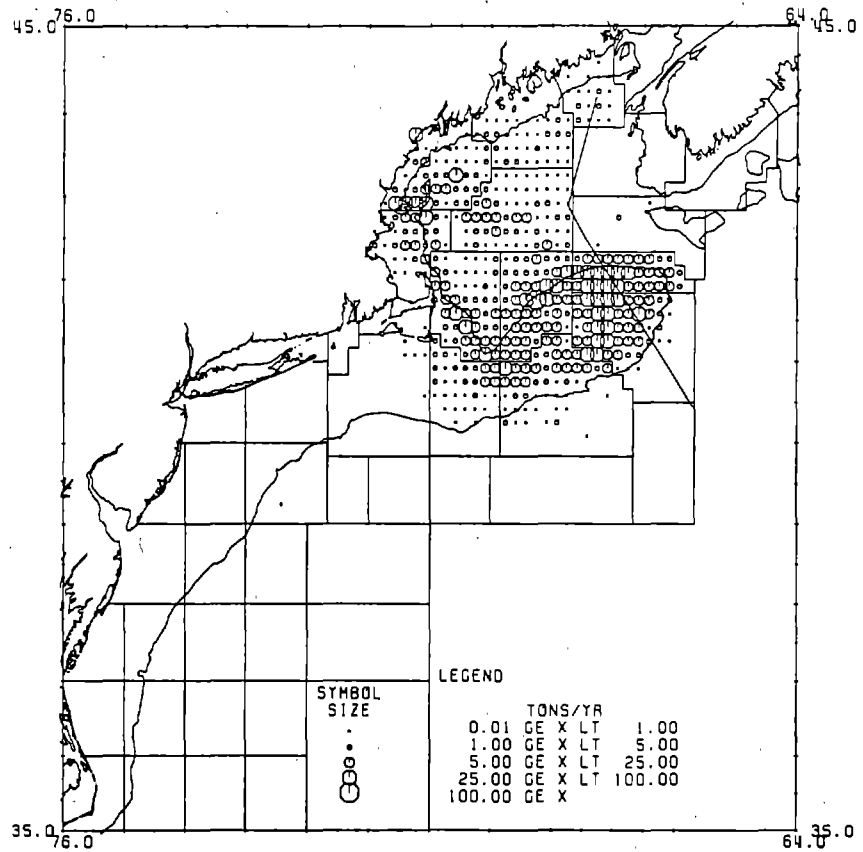 76.0 64.0
45.0 45.0
LEGEND
SYMBOL
SIZE
TONS/YR
0.01 GE X LT 1.00
1.00 GE X LT 5.00
5.00 GE X LT 25.00
25.00 GE X LT 100.00
100.00 GE X
35.0 35.0
76.0 64.0